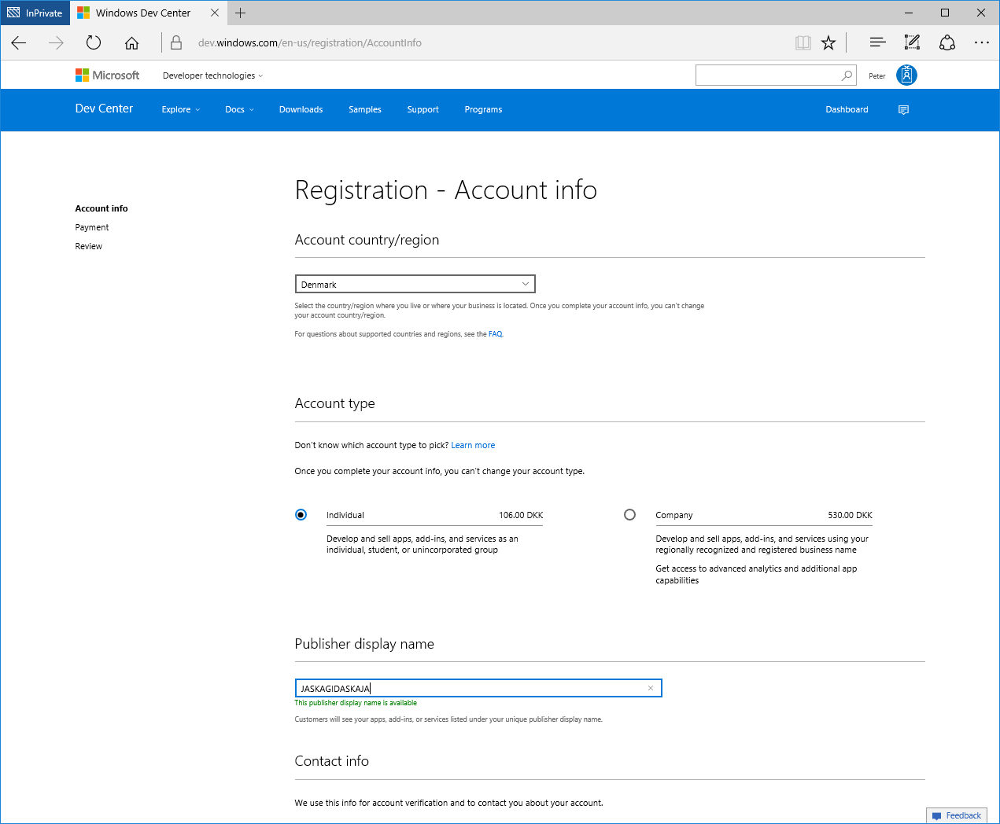 InPrivate
Windows Dev Center
dev.windows.com/en-us/registration/AccountInfo
Microsoft
Developer technologies
Peter
Dev Center
Explore
Docs
Downloads
Samples
Support
Programs
Dashboard
Registration - Account info
Account info
Payment
Review
Account country/region
Denmark
Select the country/region where you live or where your business is located. Once you complete your account info, you can't change
your account country/region.
For questions about supported countries and regions, see the FAQ.
Account type
Don't know which account type to pick? Learn more
Once you complete your account info, you can't change your account type.
Individual 106.00 DKK
Develop and sell apps, add-ins, and services as an
individual, student, or unincorporated group
Company 530.00 DKK
Develop and sell apps, add-ins, and services using your
regionally recognized and registered business name
Get access to advanced analytics and additional app
capabilities
Publisher display name
JASKAGIDASKAJA
This publisher display name is available
Customers will see your apps, add-ins, or services listed under your unique publisher display name.
Contact info
We use this info for account verification and to contact you about your account.
Feedback